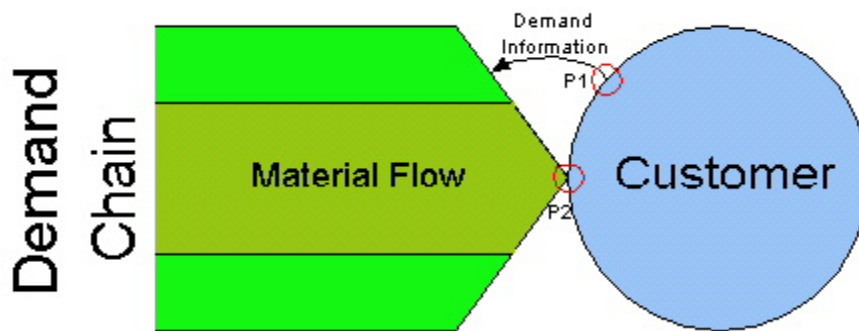 Demand
Chain
Demand
Information
P1
Material Flow
Customer
P2